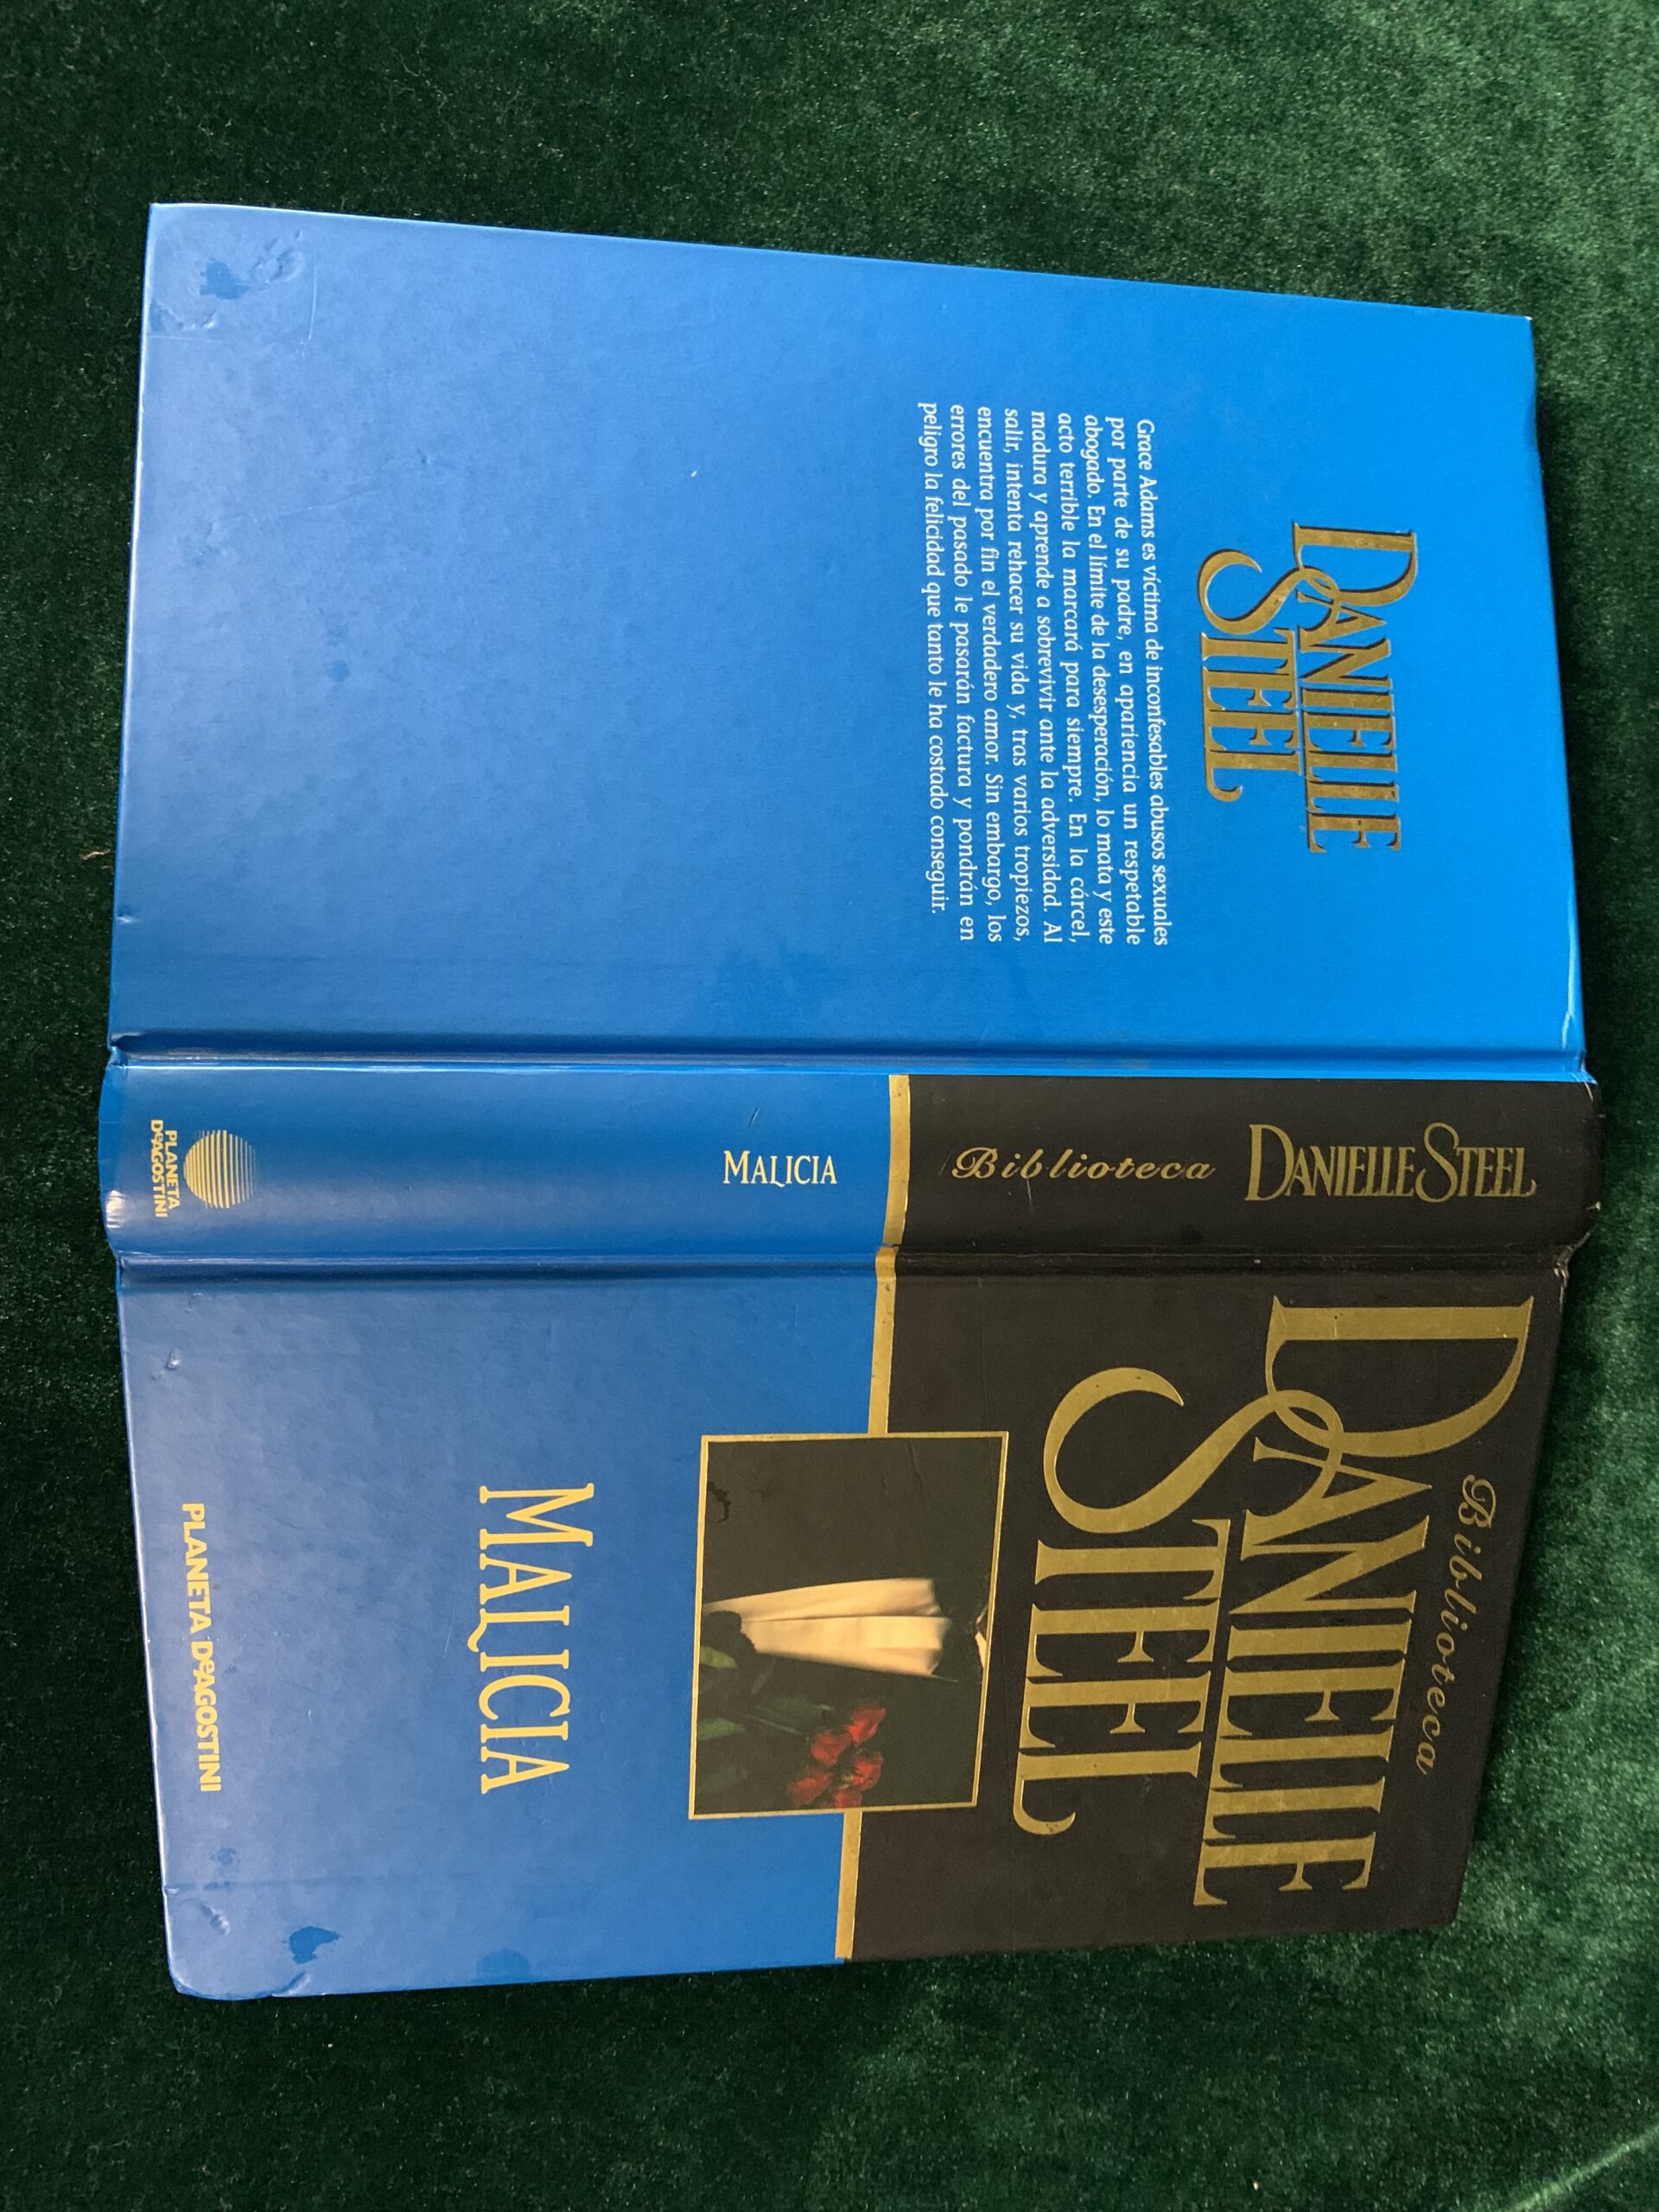 DANIELLE
STEEL
Grace Adams es víctima de inconfesables abusos sexuales
por parte de su padre, en apariencia un respetable
abogado. En el límite de la desesperación, lo mata y este
acto terrible la marcará para siempre. En la cárcel,
madura y aprende a sobrevivir ante la adversidad. Al
salir, intenta rehacer su vida y, tras varios tropiezos,
encuentra por fin el verdadero amor. Sin embargo, los
errores del pasado le pasarán factura y pondrán en
peligro la felicidad que tanto le ha costado conseguir.
DANIELLE STEEL
Biblioteca
MALICIA
PLANETA
DeAGOSTINI
Biblioteca
DANIELLE
STEEL
MALICIA
PLANETA DeAGOSTINI